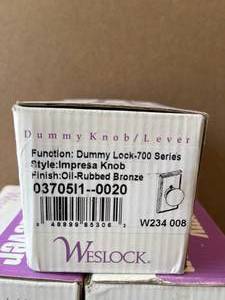 Dummy Knob/Lever
Function: Dummy Lock-700 Series
Style:Impresa Knob
Finish:Oil-Rubbed Bronze
03705I1--0020
W234 008
WESLOCK.